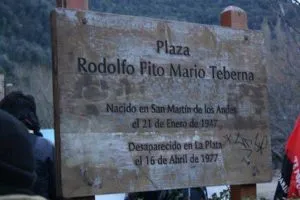 Plaza
Rodolfo Fito Mario Teberna
Nacido en San Martín de los Andes
el 21 de Enero de 1947
Desaparecido en La Plata
el 16 de Abril de 1977